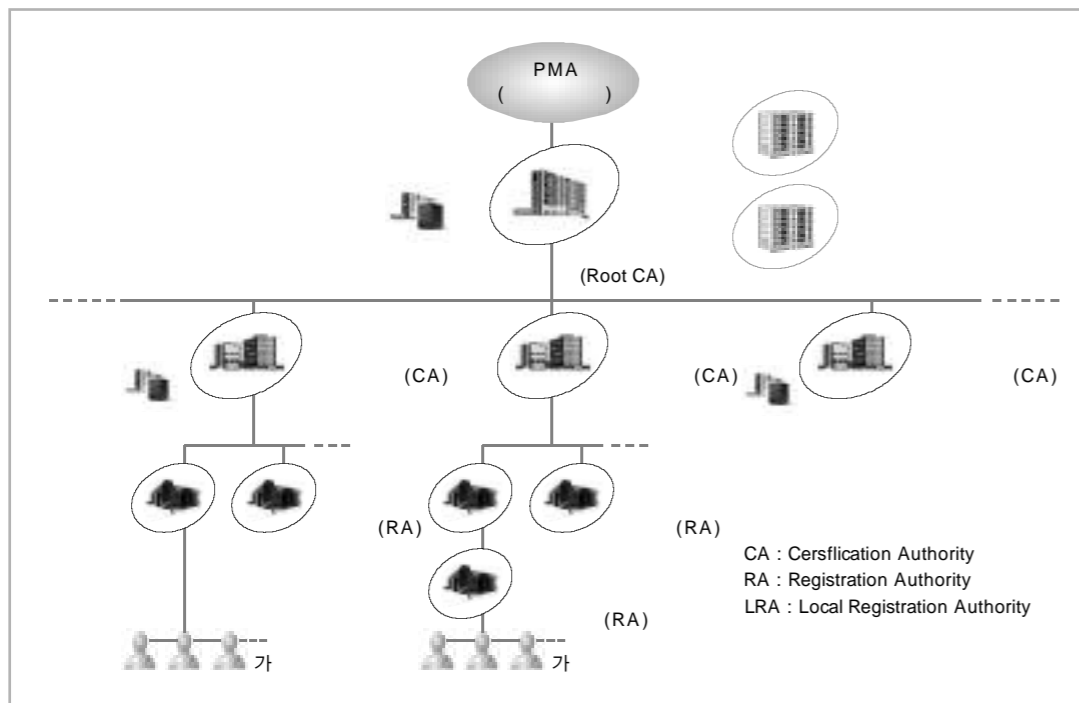 PMA
( )
(Root CA)
(CA) (CA) (CA)
(RA) (RA)
CA : Cersflication Authority
RA : Registration Authority
LRA : Local Registration Authority
(RA)
가 가